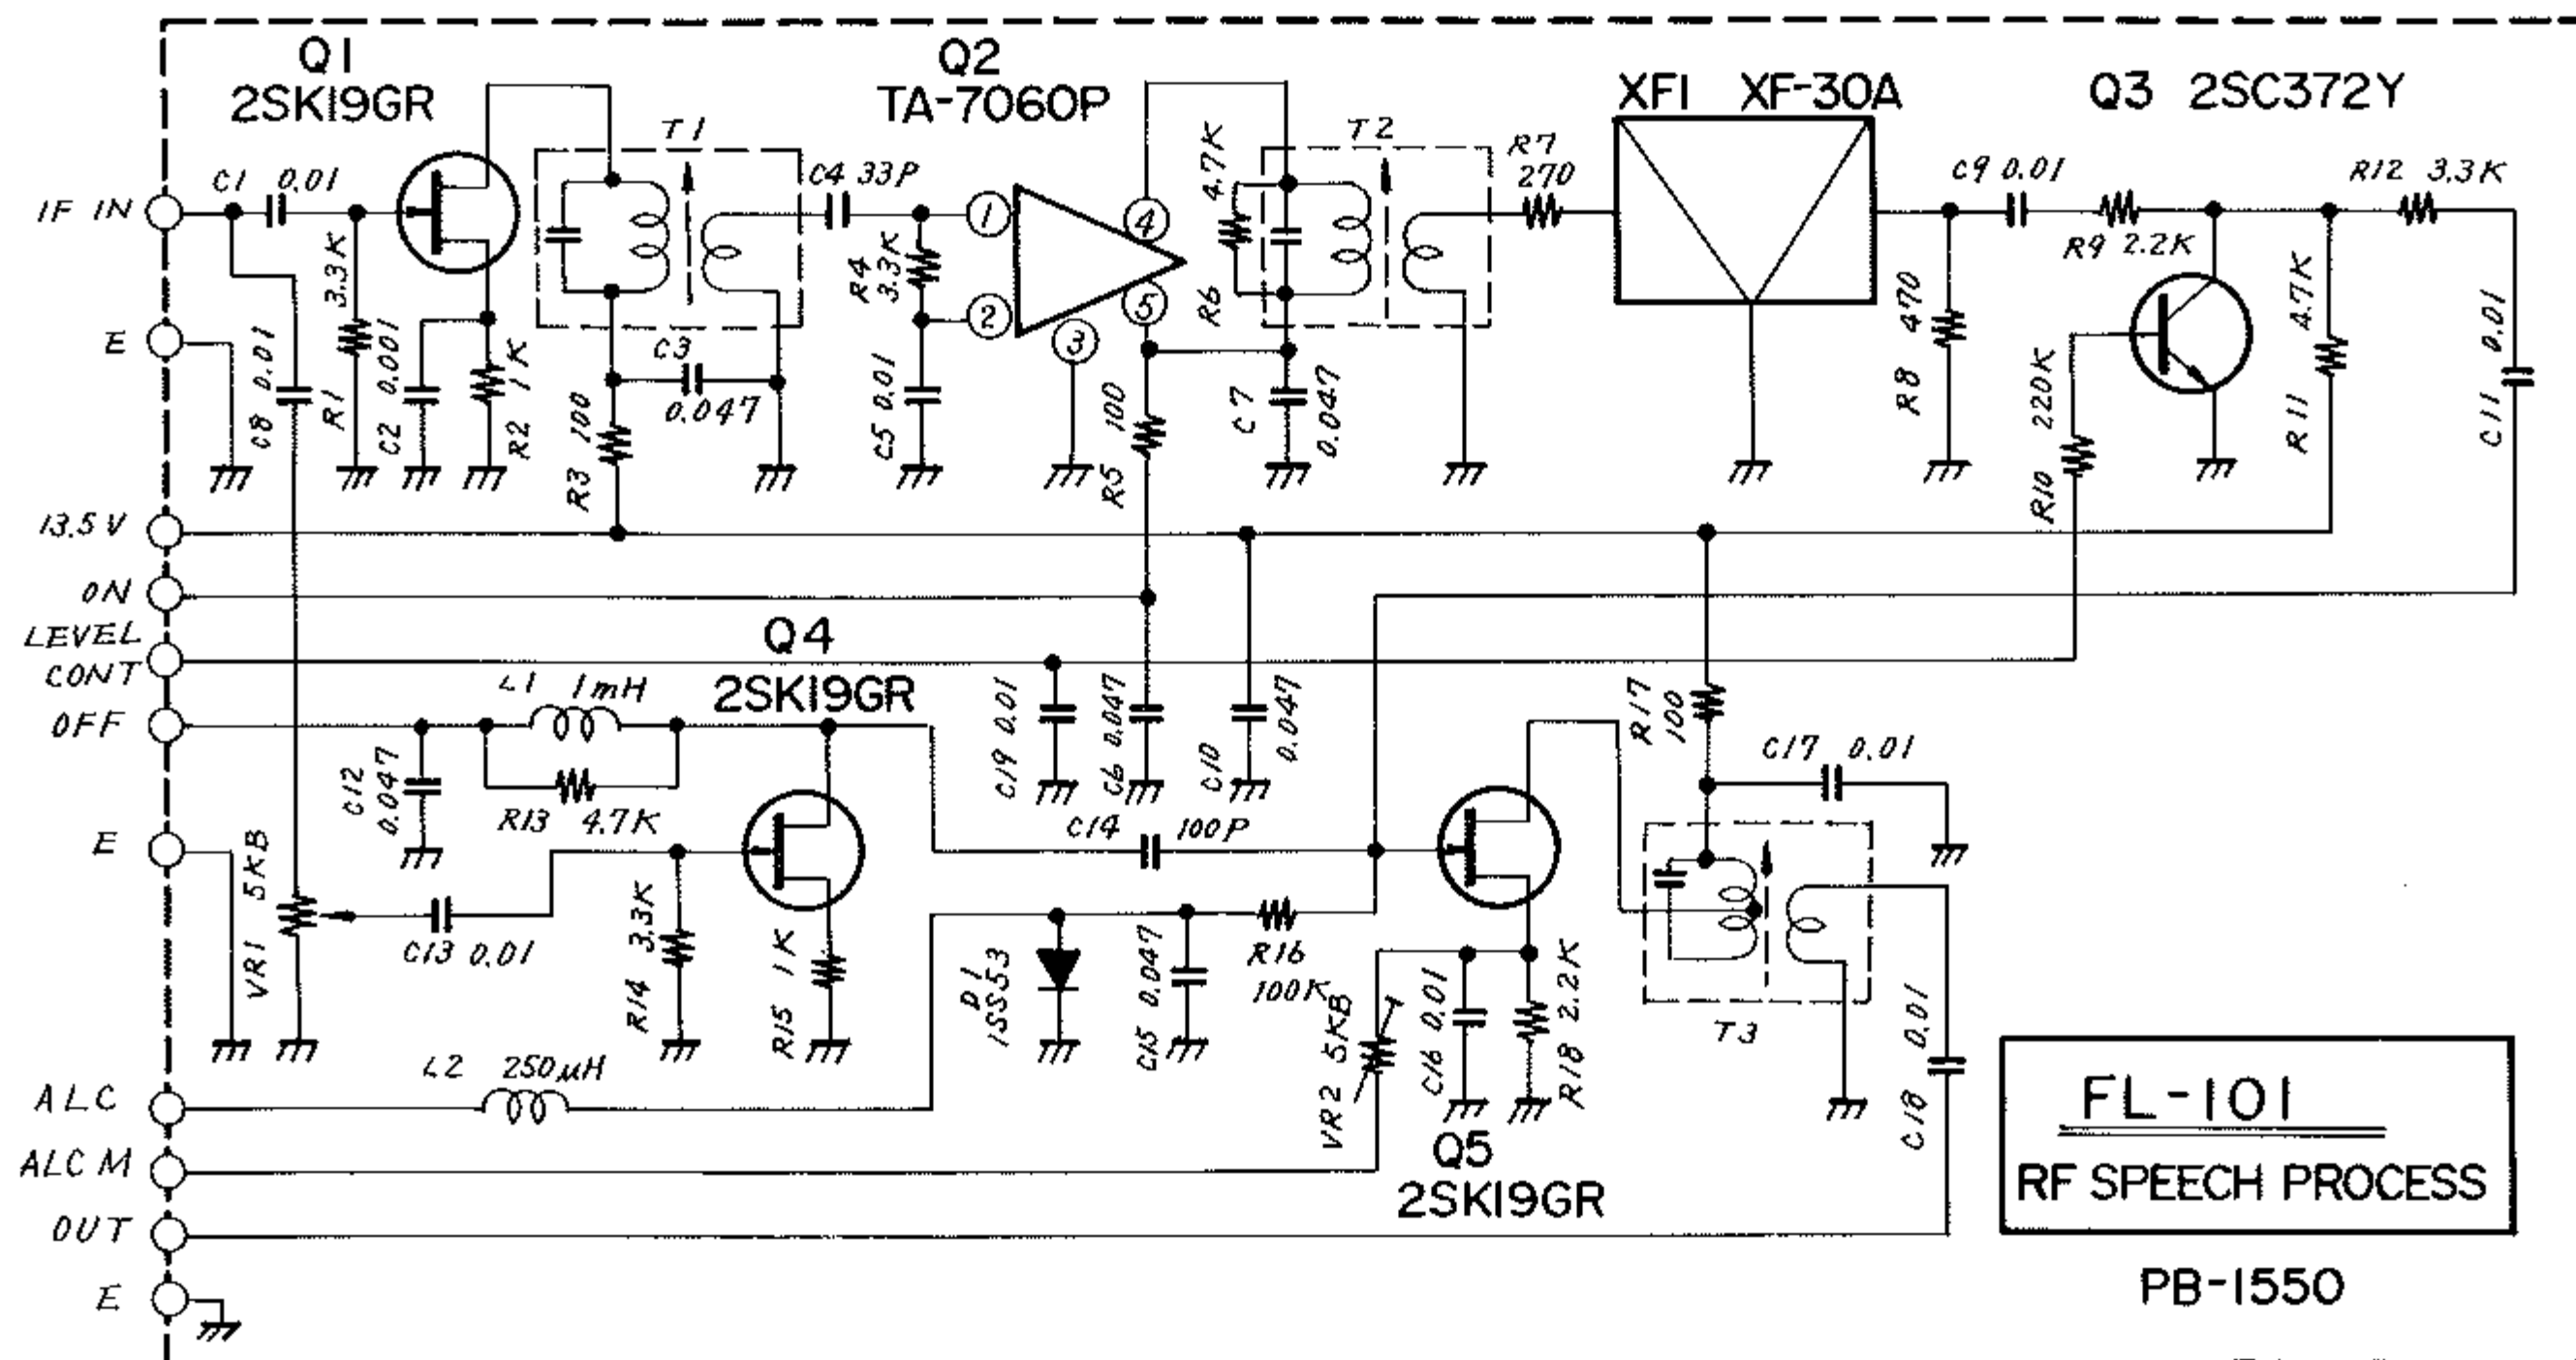 Q1
2SK19GR
Q2
TA-7060P
XF1 XF-30A
Q3 2SC372Y
T1
T2
C1 0.01
C4 33P
4.7K
R6
R7
270
C9 0.01
R9 2.2K
R12 3.3K
IF IN
E
3.3K
R1
C8 0.01
C2 0.001
R2 1K
R3 100
C3
0.047
R4
3.3K
C5 0.01
1
2
3
4
5
R5 100
C7
0.047
R8 470
R10 220K
R11 4.7K
C11 0.01
13.5V
ON
LEVEL
CONT
OFF
E
L1 1mH
Q4
2SK19GR
C12
0.047
R13 4.7K
C19 0.01
C6 0.047
C10
0.047
R17
100
C17 0.01
C14 100P
VR1 5KB
C13 0.01
R14 3.3K
R15 1K
D1
1SS53
C15 0.047
R16
100K
VR2 5KB
C16 0.01
R18 2.2K
T3
C18 0.01
L2 250μH
ALC
ALC M
OUT
E
Q5
2SK19GR
FL-101
RF SPEECH PROCESS
PB-1550